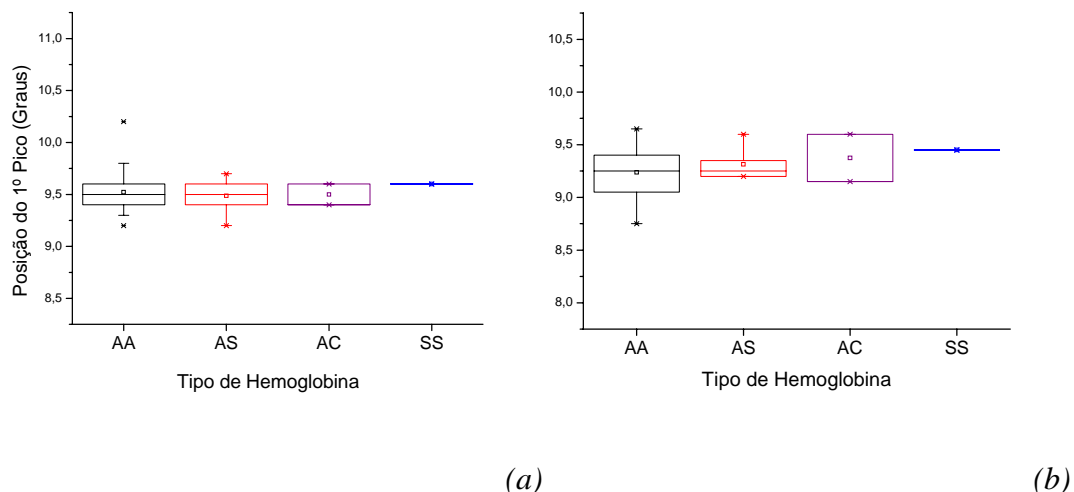 Posição do 1º Pico (Graus)
11,0
10,5
10,0
9,5
9,0
8,5
AA AS AC SS
Tipo de Hemoglobina
10,5
10,0
9,5
9,0
8,5
8,0
AA AS AC SS
Tipo de Hemoglobina
(a) (b)